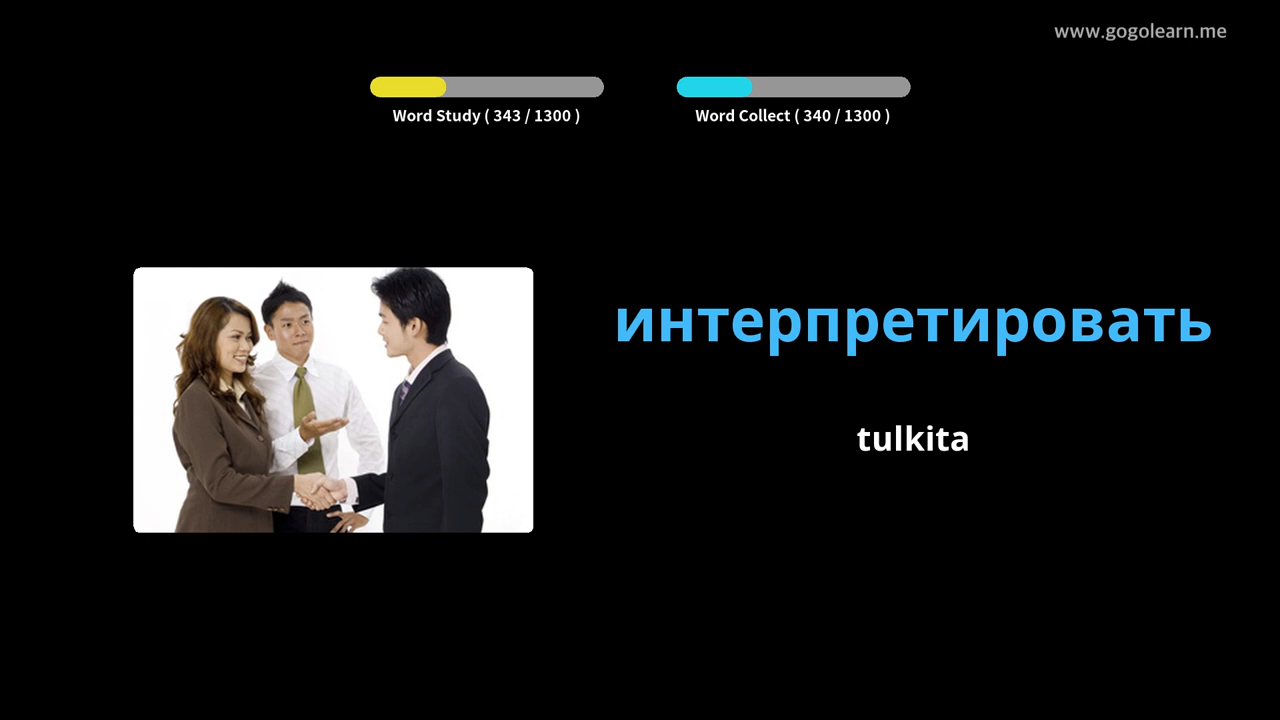 www.gogolearn.me
Word Study ( 343 / 1300 )
Word Collect ( 340 / 1300 )
интерпретировать
tulkita